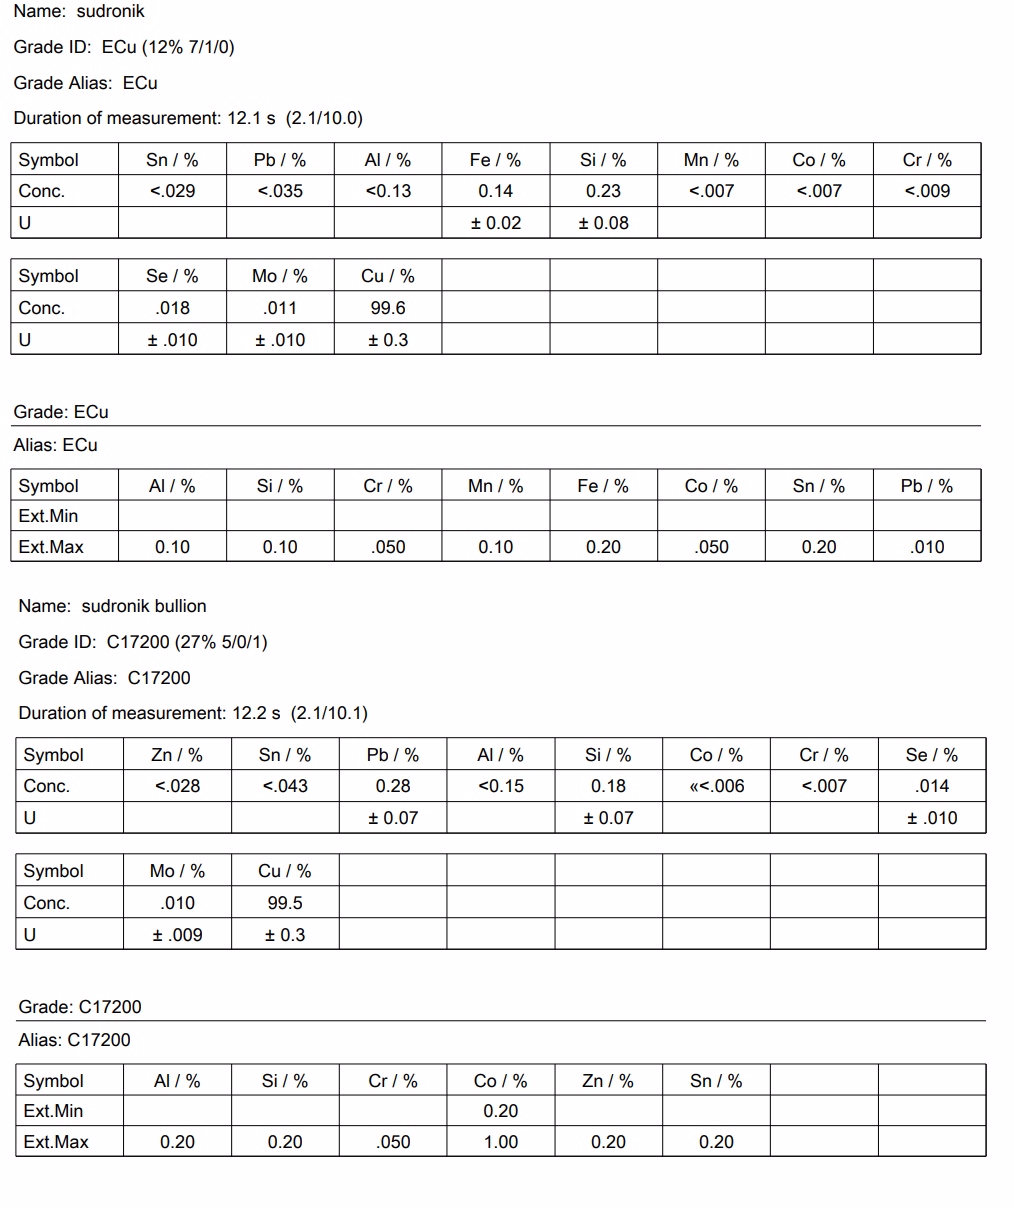 Name: sudronik
Grade ID: ECu (12% 7/1/0)
Grade Alias: ECu
Duration of measurement: 12.1 s (2.1/10.0)
Symbol Sn / % Pb / % Al / % Fe / % Si / % Mn / % Co / % Cr / %
Conc. <.029 <.035 <0.13 0.14 0.23 <.007 <.007 <.009
U ± 0.02 ± 0.08
Symbol Se / % Mo / % Cu / %
Conc. .018 .011 99.6
U ± .010 ± .010 ± 0.3
Grade: ECu
Alias: ECu
Symbol Al / % Si / % Cr / % Mn / % Fe / % Co / % Sn / % Pb / %
Ext.Min
Ext.Max 0.10 0.10 .050 0.10 0.20 .050 0.20 .010
Name: sudronik bullion
Grade ID: C17200 (27% 5/0/1)
Grade Alias: C17200
Duration of measurement: 12.2 s (2.1/10.1)
Symbol Zn / % Sn / % Pb / % Al / % Si / % Co / % Cr / % Se / %
Conc. <.028 <.043 0.28 <0.15 0.18 «<.006 <.007 .014
U ± 0.07 ± 0.07 ± .010
Symbol Mo / % Cu / %
Conc. .010 99.5
U ± .009 ± 0.3
Grade: C17200
Alias: C17200
Symbol Al / % Si / % Cr / % Co / % Zn / % Sn / %
Ext.Min 0.20
Ext.Max 0.20 0.20 .050 1.00 0.20 0.20